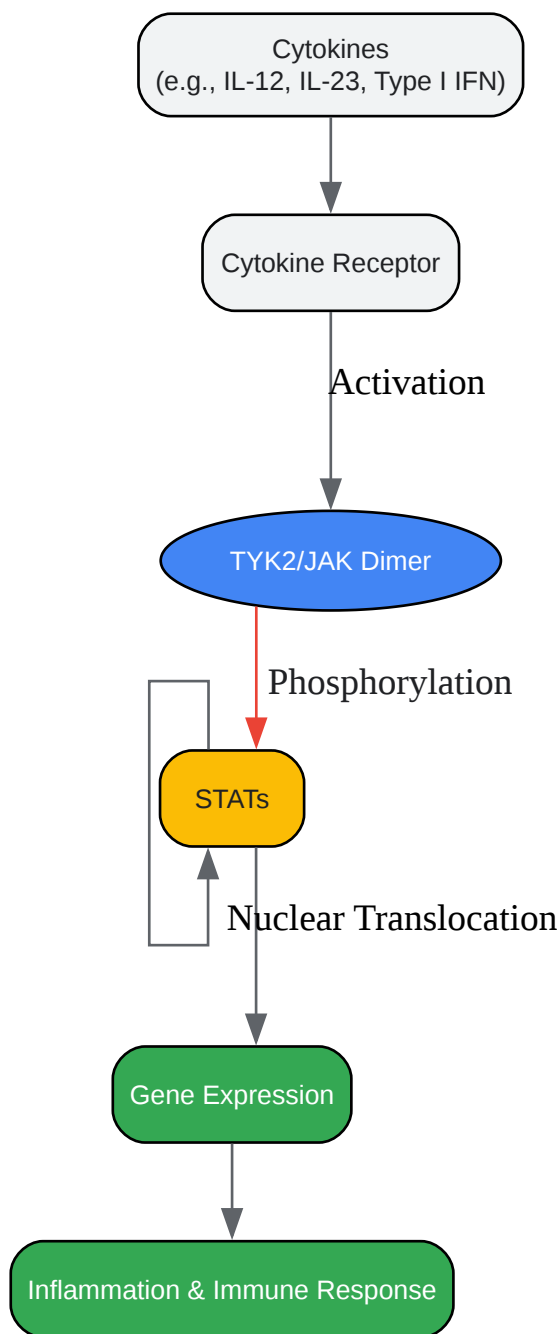 Cytokines
(e.g., IL-12, IL-23, Type I IFN)
Cytokine Receptor
Activation
TYK2/JAK Dimer
Phosphorylation
STATs
Nuclear Translocation
Gene Expression
Inflammation & Immune Response